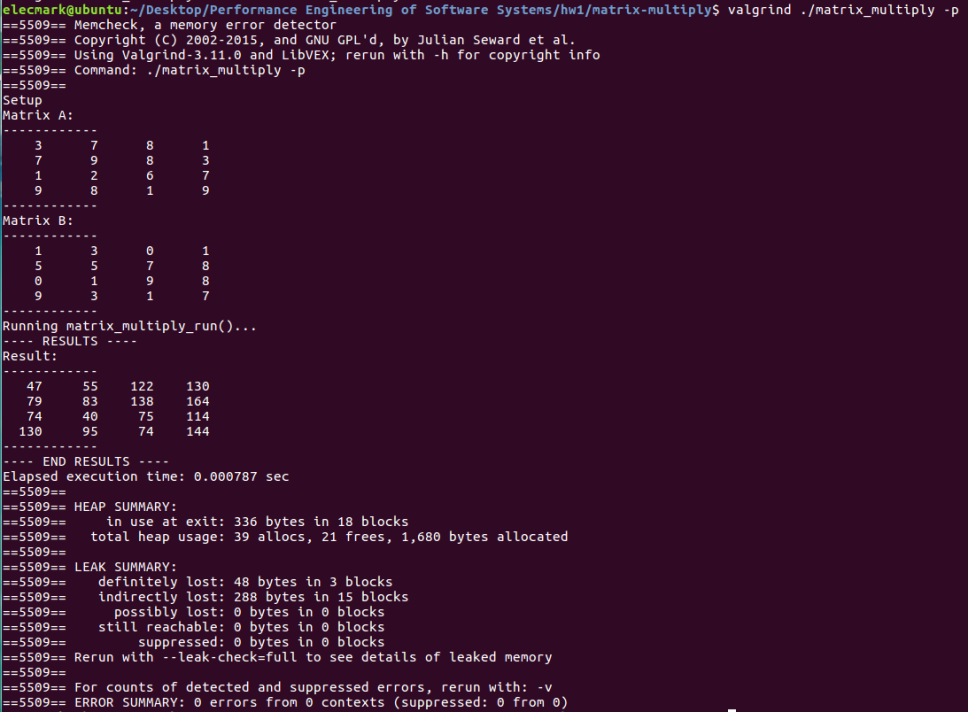 elecmark@ubuntu:~/Desktop/Performance Engineering of Software Systems/hw1/matrix-multiply$ valgrind ./matrix_multiply -p
==5509== Memcheck, a memory error detector
==5509== Copyright (C) 2002-2015, and GNU GPL'd, by Julian Seward et al.
==5509== Using Valgrind-3.11.0 and LibVEX; rerun with -h for copyright info
==5509== Command: ./matrix_multiply -p
==5509==
Setup
Matrix A:
------------
    3      7      8      1
    7      9      8      3
    1      2      6      7
    9      8      1      9
------------
Matrix B:
------------
    1      3      0      1
    5      5      7      8
    0      1      9      8
    9      3      1      7
------------
Running matrix_multiply_run()...
---- RESULTS ----
Result:
------------
   47     55    122    130
   79     83    138    164
   74     40     75    114
  130     95     74    144
------------
---- END RESULTS ----
Elapsed execution time: 0.000787 sec
==5509==
==5509== HEAP SUMMARY:
==5509==     in use at exit: 336 bytes in 18 blocks
==5509==   total heap usage: 39 allocs, 21 frees, 1,680 bytes allocated
==5509==
==5509== LEAK SUMMARY:
==5509==    definitely lost: 48 bytes in 3 blocks
==5509==    indirectly lost: 288 bytes in 15 blocks
==5509==      possibly lost: 0 bytes in 0 blocks
==5509==    still reachable: 0 bytes in 0 blocks
==5509==         suppressed: 0 bytes in 0 blocks
==5509== Rerun with --leak-check=full to see details of leaked memory
==5509==
==5509== For counts of detected and suppressed errors, rerun with: -v
==5509== ERROR SUMMARY: 0 errors from 0 contexts (suppressed: 0 from 0)